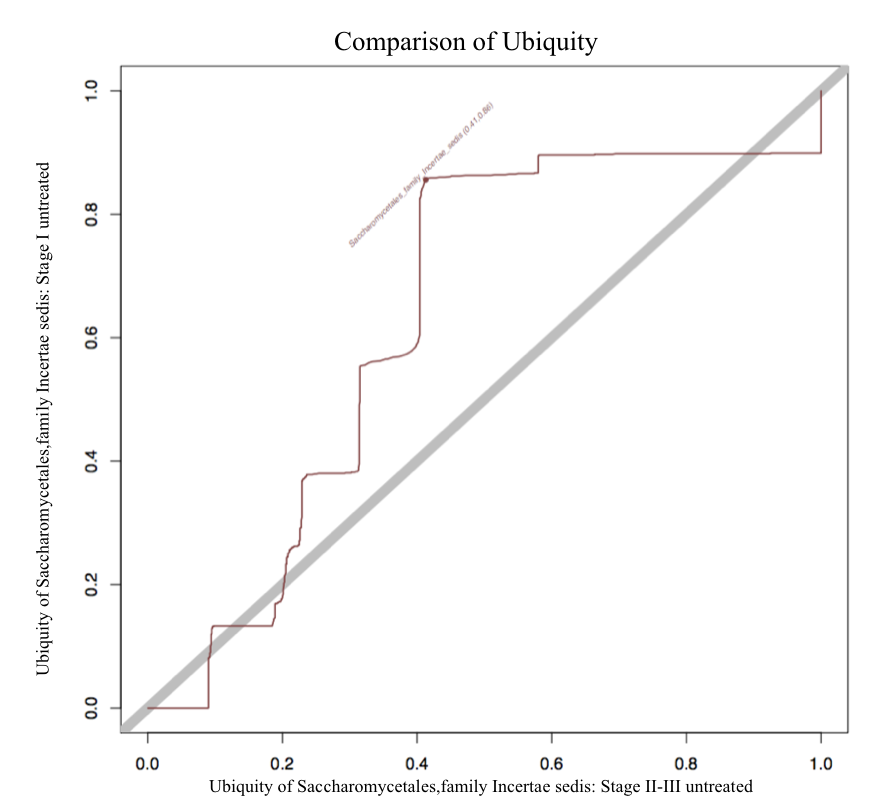 Comparison of Ubiquity
Ubiquity of Saccharomycetales,family Incertae sedis: Stage I untreated
1.0
0.8
0.6
0.4
0.2
0.0
Saccharomycetales_family_Incertae_sedis (0.41,0.86)
0.0 0.2 0.4 0.6 0.8 1.0
Ubiquity of Saccharomycetales,family Incertae sedis: Stage II-III untreated